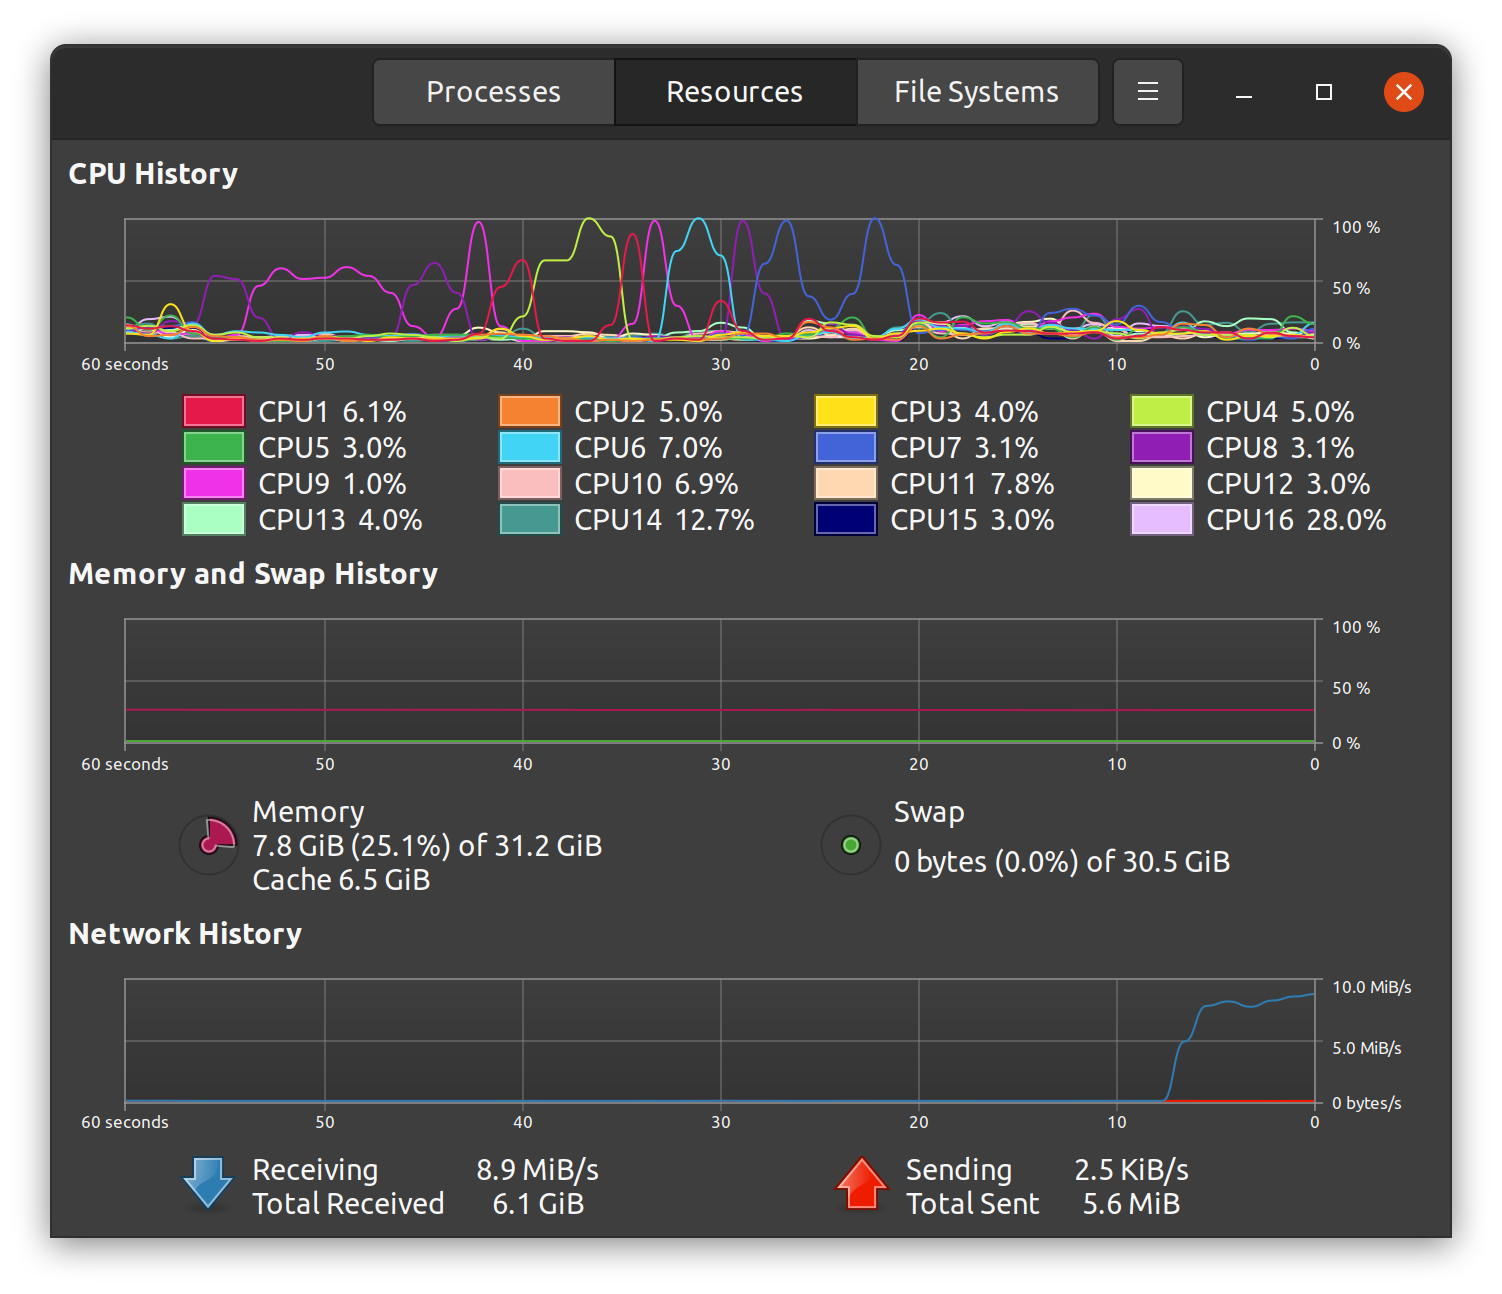 Processes Resources File Systems
CPU History
100 %
50 %
0 %
60 seconds 50 40 30 20 10 0
CPU1 6.1% CPU2 5.0% CPU3 4.0% CPU4 5.0%
CPU5 3.0% CPU6 7.0% CPU7 3.1% CPU8 3.1%
CPU9 1.0% CPU10 6.9% CPU11 7.8% CPU12 3.0%
CPU13 4.0% CPU14 12.7% CPU15 3.0% CPU16 28.0%
Memory and Swap History
100 %
50 %
0 %
60 seconds 50 40 30 20 10 0
Memory
7.8 GiB (25.1%) of 31.2 GiB
Cache 6.5 GiB
Swap
0 bytes (0.0%) of 30.5 GiB
Network History
10.0 MiB/s
5.0 MiB/s
0 bytes/s
60 seconds 50 40 30 20 10 0
Receiving 8.9 MiB/s
Total Received 6.1 GiB
Sending 2.5 KiB/s
Total Sent 5.6 MiB